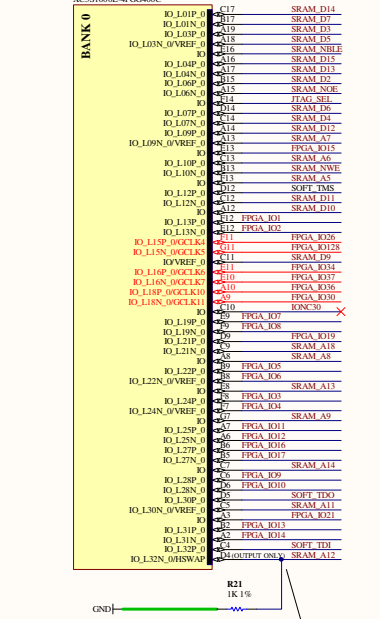 BANK 0
IO_L01P_0 C17 SRAM_D14
IO_L01N_0 B17 SRAM_D7
IO_L03P_0 A19 SRAM_D3
IO_L03N_0/VREF_0 A18 SRAM_D5
IO E16 SRAM_NBLE
IO_L04P_0 A16 SRAM_D15
IO_L04N_0 A17 SRAM_D13
IO_L06P_0 B15 SRAM_D2
IO_L06N_0 A15 SRAM_NOE
IO F14 JTAG_SEL
IO_L07P_0 D14 SRAM_D6
IO_L07N_0 C14 SRAM_D4
IO_L09P_0 A14 SRAM_D12
IO_L09N_0/VREF_0 A13 SRAM_A7
IO E13 FPGA_IO15
IO_L10P_0 C13 SRAM_A6
IO_L10N_0 B13 SRAM_NWE
IO F13 SRAM_A5
IO_L12P_0 D12 SOFT_TMS
IO_L12N_0 C12 SRAM_D11
IO A12 SRAM_D10
IO_L13P_0 F12 FPGA_IO1
IO_L13N_0 E12 FPGA_IO2
IO_L15P_0/GCLK4 F11 FPGA_IO26
IO_L15N_0/GCLK5 G11 FPGA_IO128
IO/VREF_0 C11 SRAM_D9
IO_L16P_0/GCLK6 E11 FPGA_IO34
IO_L16N_0/GCLK7 E10 FPGA_IO37
IO_L18P_0/GCLK10 A10 FPGA_IO36
IO_L18N_0/GCLK11 A9 FPGA_IO30
IO C10 IONC30
IO_L19P_0 E9 FPGA_IO7
IO_L19N_0 F9 FPGA_IO8
IO_L21P_0 D9 FPGA_IO19
IO_L21N_0 C9 SRAM_A18
IO A8 SRAM_A8
IO_L22P_0 B9 FPGA_IO5
IO_L22N_0/VREF_0 B8 FPGA_IO6
IO E8 SRAM_A13
IO_L24P_0 F8 FPGA_IO3
IO_L24N_0/VREF_0 F7 FPGA_IO4
IO G7 SRAM_A9
IO_L25P_0 A7 FPGA_IO11
IO_L25N_0 A6 FPGA_IO12
IO_L27P_0 B6 FPGA_IO16
IO_L27N_0 B5 FPGA_IO17
IO C7 SRAM_A14
IO_L28P_0 C6 FPGA_IO9
IO_L28N_0 D6 FPGA_IO10
IO_L30P_0 D5 SOFT_TDO
IO_L30N_0/VREF_0 C5 SRAM_A11
IO A3 FPGA_IO21
IO_L31P_0 B2 FPGA_IO13
IO_L31N_0 A2 FPGA_IO14
IO_L32P_0 C4 SOFT_TDI
IO_L32N_0/HSWAP D4 (OUTPUT ONLY) SRAM_A12
R21
1K 1%
GND